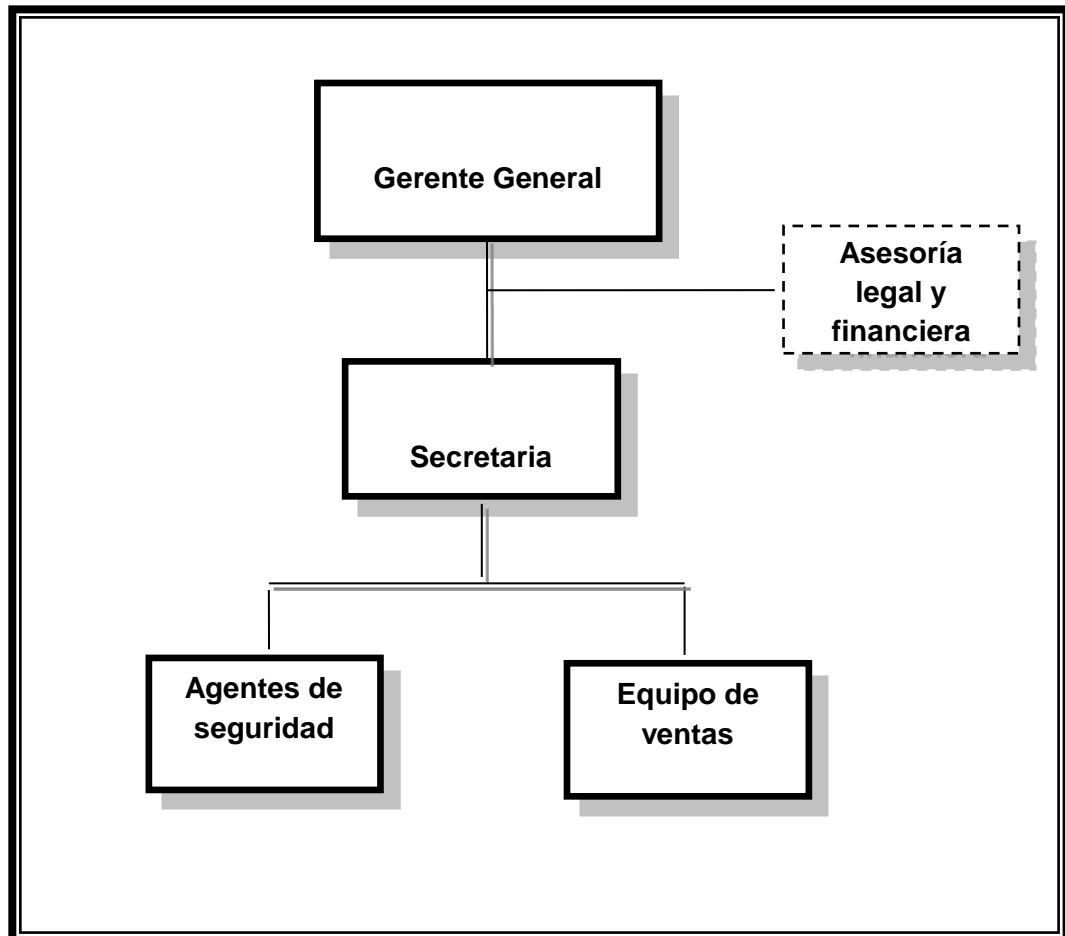 Gerente General
Asesoría
legal y
financiera
Secretaria
Agentes de
seguridad
Equipo de
ventas